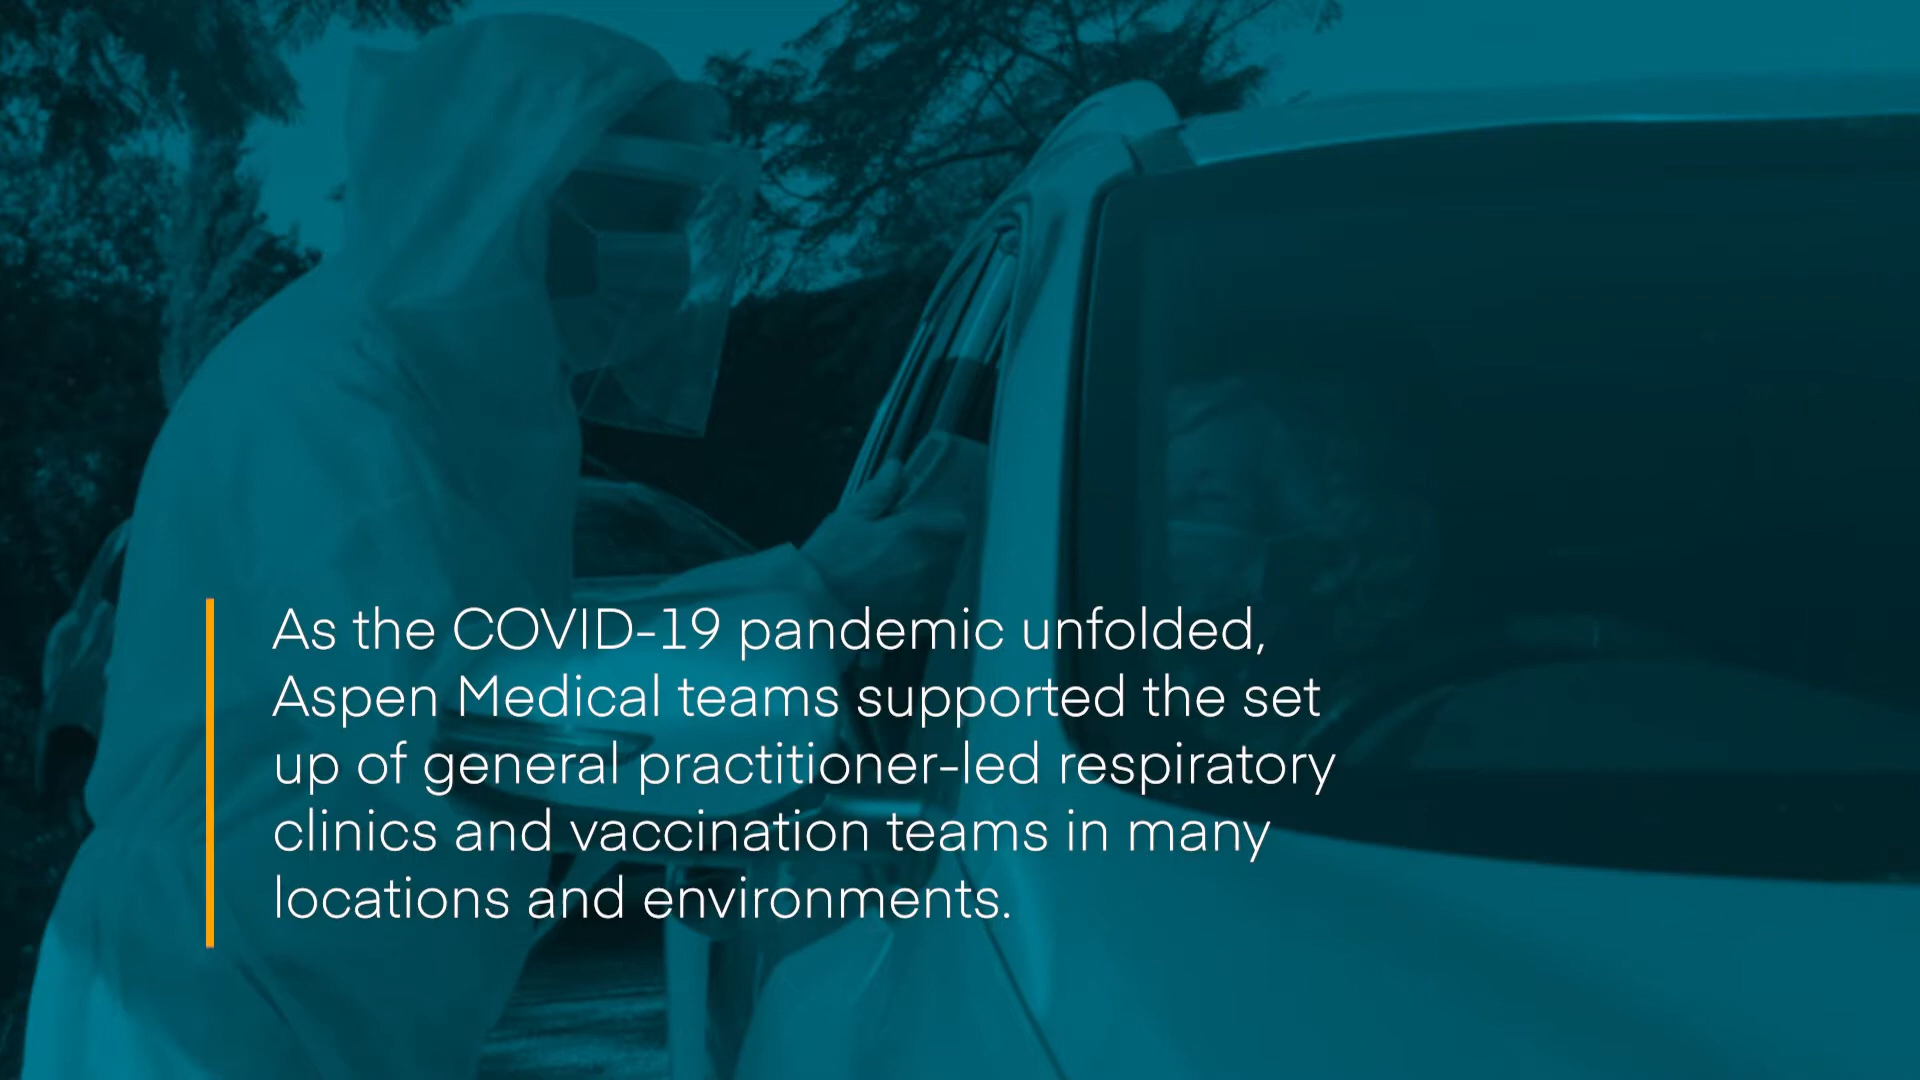 As the COVID-19 pandemic unfolded,
Aspen Medical teams supported the set
up of general practitioner-led respiratory
clinics and vaccination teams in many
locations and environments.